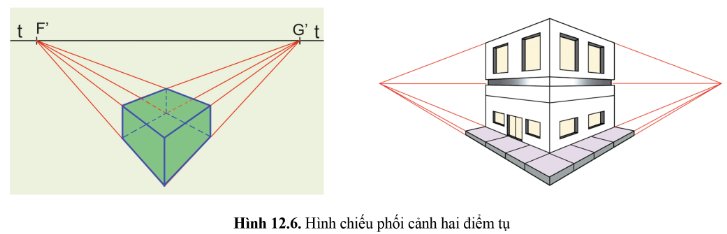 t F' G' t
Hình 12.6. Hình chiếu phối cảnh hai điểm tụ